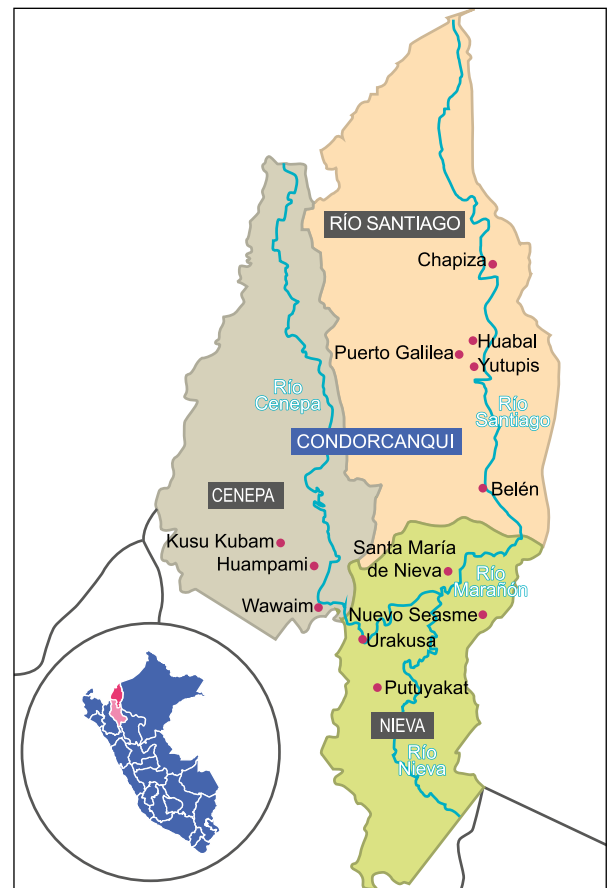 RÍO SANTIAGO
Chapiza
Huabal
Puerto Galilea
Yutupis
Río
Cenepa
Río
Santiago
CONDORCANQUI
CENEPA
Belén
Kusu Kubam
Huampami
Santa María
de Nieva
Río
Marañón
Wawaim
Nuevo Seasme
Urakusa
Putuyakat
NIEVA
Río
Nieva